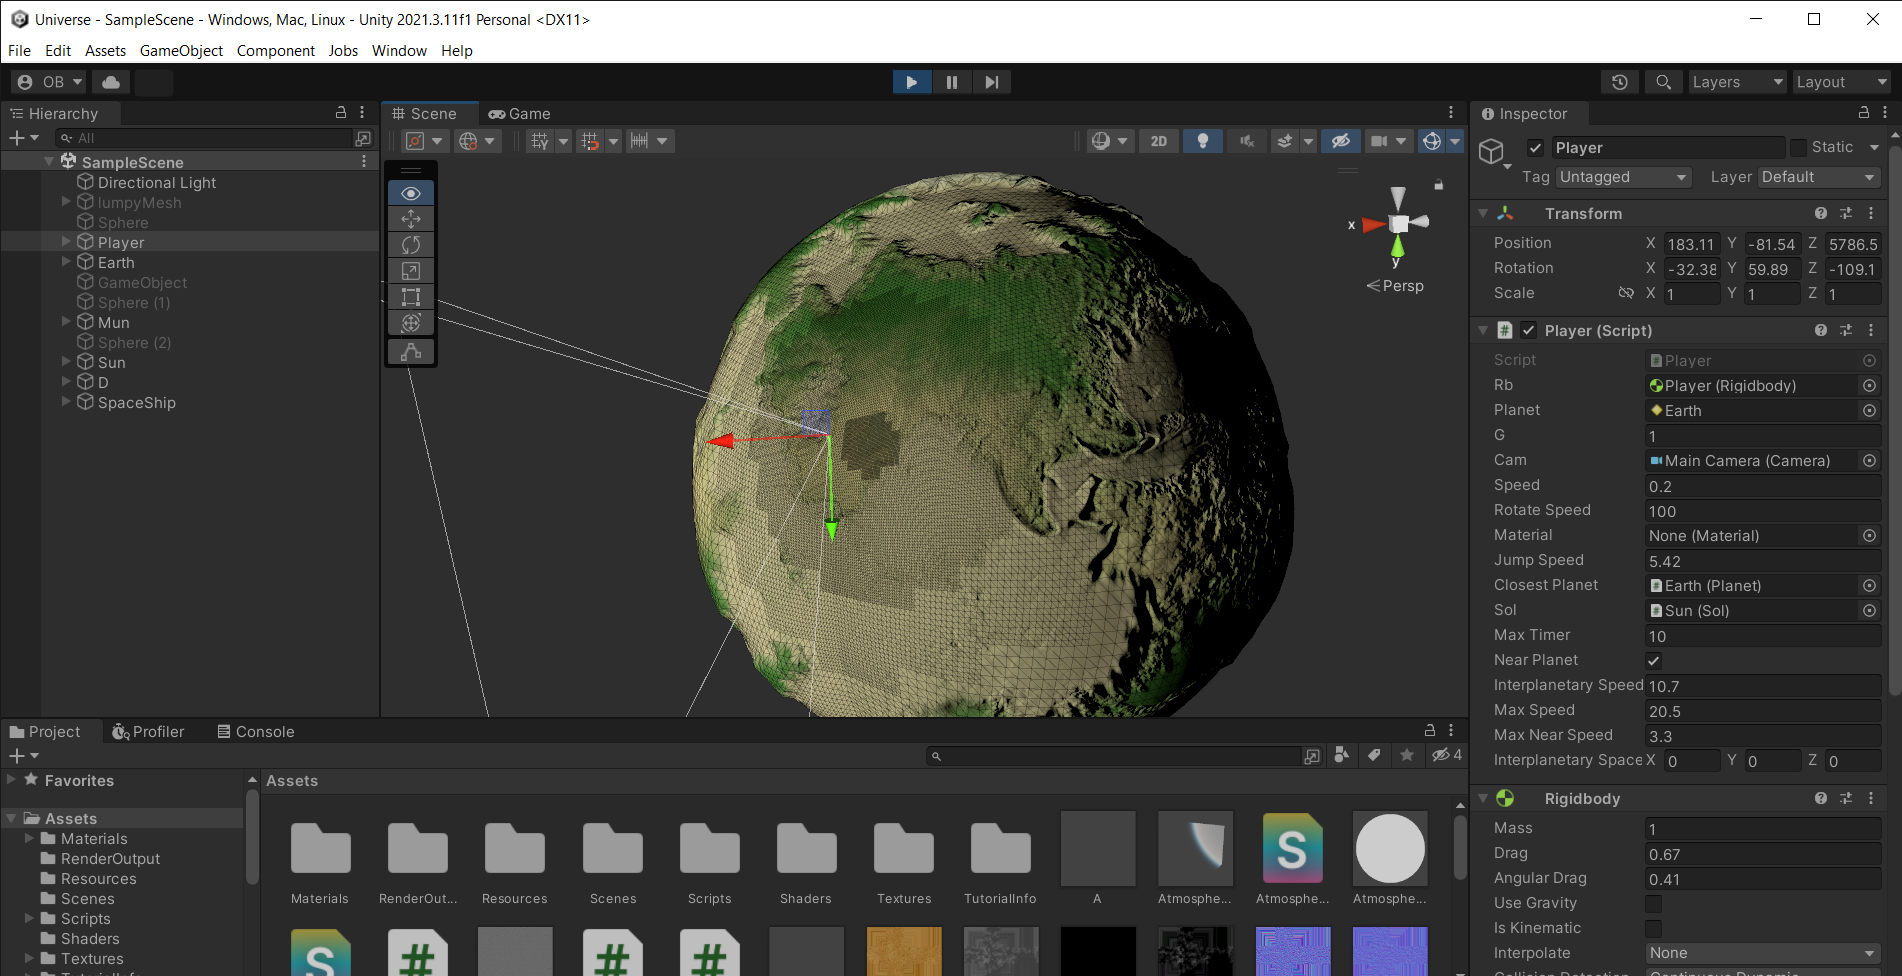 Universe - SampleScene - Windows, Mac, Linux - Unity 2021.3.11f1 Personal <DX11>
File Edit Assets GameObject Component Jobs Window Help
OB
Layers Layout
Hierarchy
All
SampleScene
Directional Light
lumpyMesh
Sphere
Player
Earth
GameObject
Sphere (1)
Mun
Sphere (2)
Sun
D
SpaceShip
Scene Game
2D
x
y
Persp
Inspector
Player Static
Tag Untagged Layer Default
Transform
Position X 183.11 Y -81.54 Z 5786.5
Rotation X -32.38 Y 59.89 Z -109.1
Scale X 1 Y 1 Z 1
# Player (Script)
Script # Player
Rb Player (Rigidbody)
Planet Earth
G 1
Cam Main Camera (Camera)
Speed 0.2
Rotate Speed 100
Material None (Material)
Jump Speed 5.42
Closest Planet # Earth (Planet)
Sol # Sun (Sol)
Max Timer 10
Near Planet
Interplanetary Speed 10.7
Max Speed 20.5
Max Near Speed 3.3
Interplanetary Space X 0 Y 0 Z 0
Rigidbody
Mass 1
Drag 0.67
Angular Drag 0.41
Use Gravity
Is Kinematic
Interpolate None
Collision Detection Continuous Dynamic
Project Profiler Console
4
Favorites
Assets
Materials
RenderOutput
Resources
Scenes
Scripts
Shaders
Textures
TutorialInfo
Assets
S
Materials RenderOut... Resources Scenes Scripts Shaders Textures TutorialInfo A Atmosphe... Atmosphe... Atmosphe...
S # # #